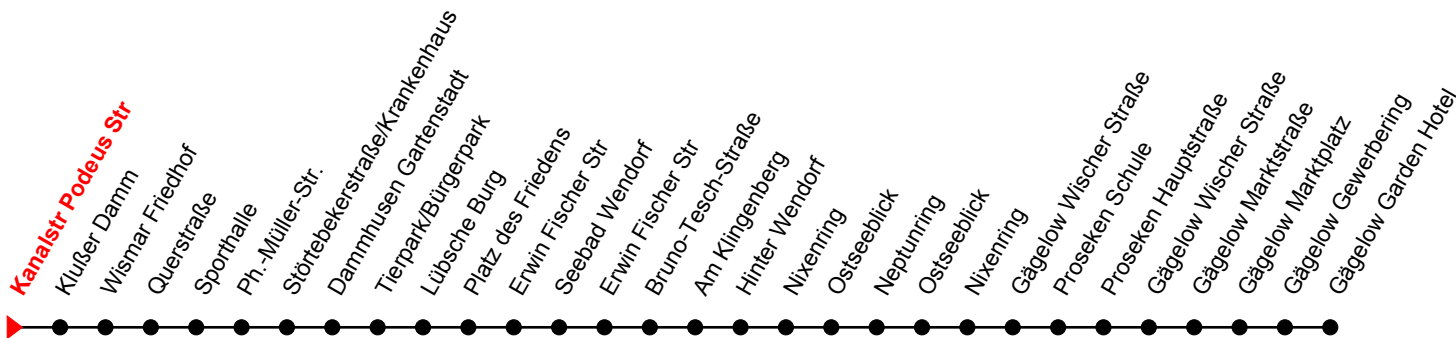 Kanalstr Podeus Str
Klußer Damm
Wismar Friedhof
Querstraße
Sporthalle
Ph.-Müller-Str.
Störtebekerstraße/Krankenhaus
Dammhusen Gartenstadt
Tierpark/Bürgerpark
Lübsche Burg
Platz des Friedens
Erwin Fischer Str
Seebad Wendorf
Erwin Fischer Str
Bruno-Tesch-Straße
Am Klingenberg
Hinter Wendorf
Nixenring
Ostseeblick
Neptunring
Ostseeblick
Nixenring
Gägelow Wischer Straße
Proseken Schule
Proseken Hauptstraße
Gägelow Wischer Straße
Gägelow Marktstraße
Gägelow Marktplatz
Gägelow Gewerbering
Gägelow Garden Hotel